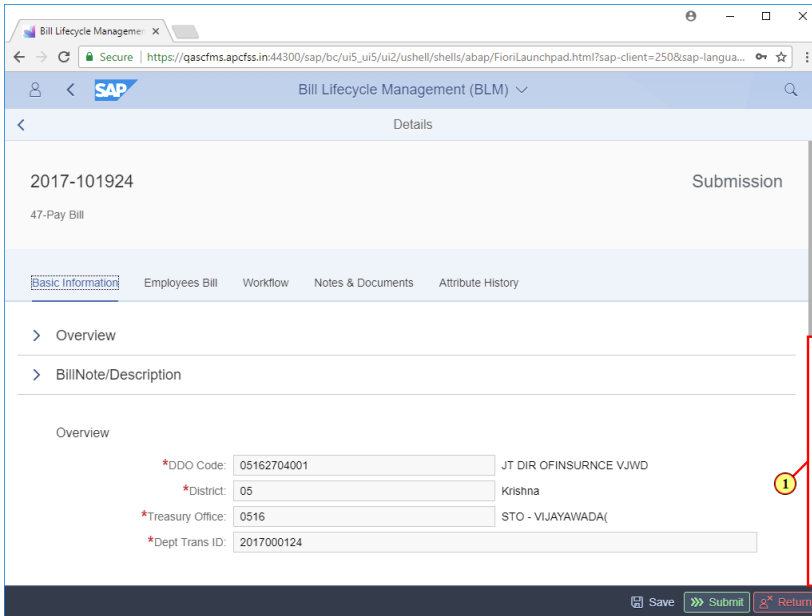 Bill Lifecycle Managemen
Secure | https://qascfms.apcfss.in:44300/sap/bc/ui5_ui5/ui2/ushell/shells/abap/FioriLaunchpad.html?sap-client=250&sap-langua...
SAP Bill Lifecycle Management (BLM)
Details
2017-101924 Submission
47-Pay Bill
Basic Information Employees Bill Workflow Notes & Documents Attribute History
Overview
BillNote/Description
Overview
*DDO Code: 05162704001 JT DIR OFINSURNCE VJWD
*District: 05 Krishna
*Treasury Office: 0516 STO - VIJAYAWADA(
*Dept Trans ID: 2017000124
1
Save Submit Return